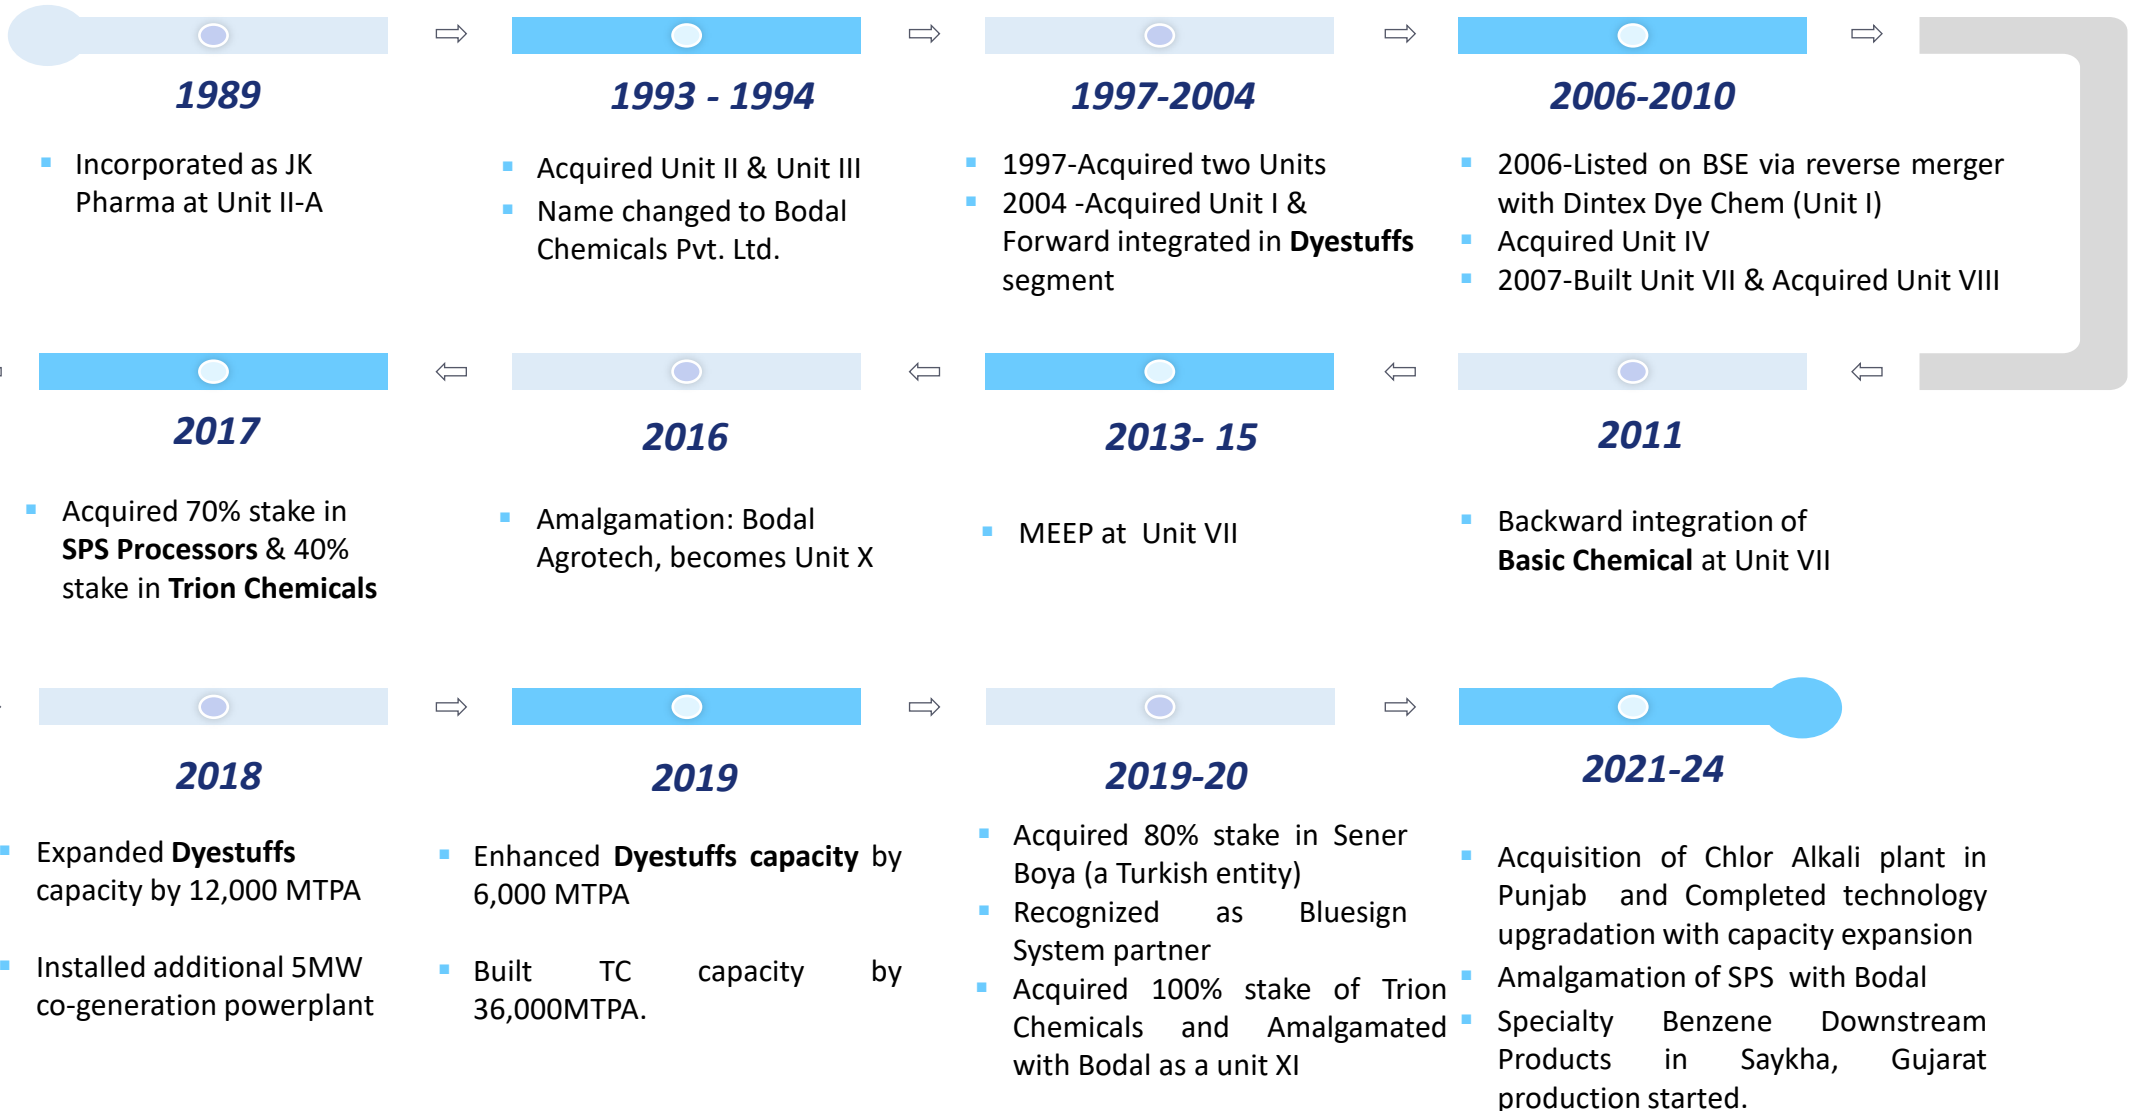 1989
▪ Incorporated as JK
Pharma at Unit II-A
1993 - 1994
▪ Acquired Unit II & Unit III
▪ Name changed to Bodal
Chemicals Pvt. Ltd.
1997-2004
▪ 1997-Acquired two Units
▪ 2004 -Acquired Unit I &
Forward integrated in Dyestuffs
segment
2006-2010
▪ 2006-Listed on BSE via reverse merger
with Dintex Dye Chem (Unit I)
▪ Acquired Unit IV
▪ 2007-Built Unit VII & Acquired Unit VIII
2011
▪ Backward integration of
Basic Chemical at Unit VII
2013- 15
▪ MEEP at Unit VII
2016
▪ Amalgamation: Bodal
Agrotech, becomes Unit X
2017
▪ Acquired 70% stake in
SPS Processors & 40%
stake in Trion Chemicals
2018
▪ Expanded Dyestuffs
capacity by 12,000 MTPA
▪ Installed additional 5MW
co-generation powerplant
2019
▪ Enhanced Dyestuffs capacity by
6,000 MTPA
▪ Built TC capacity by
36,000MTPA.
2019-20
▪ Acquired 80% stake in Sener
Boya (a Turkish entity)
▪ Recognized as Bluesign
System partner
▪ Acquired 100% stake of Trion
Chemicals and Amalgamated
with Bodal as a unit XI
2021-24
▪ Acquisition of Chlor Alkali plant in
Punjab and Completed technology
upgradation with capacity expansion
▪ Amalgamation of SPS with Bodal
▪ Specialty Benzene Downstream
Products in Saykha, Gujarat
production started.